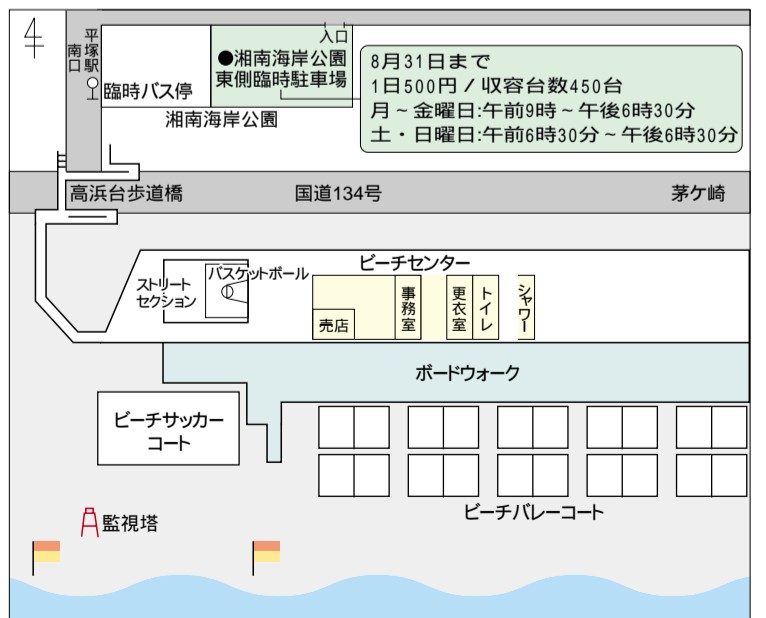 平塚駅
南口
臨時バス停
入口
●湘南海岸公園
東側臨時駐車場
湘南海岸公園
8月31日まで
1日500円/収容台数450台
月~金曜日:午前9時~午後6時30分
土・日曜日:午前6時30分~午後6時30分
高浜台歩道橋
国道134号
茅ケ崎
ビーチセンター
バスケットボール
ストリート
セクション
売店
事務室
更衣室
トイレ
シャワー
ボードウォーク
ビーチサッカー
コート
ビーチバレーコート
監視塔